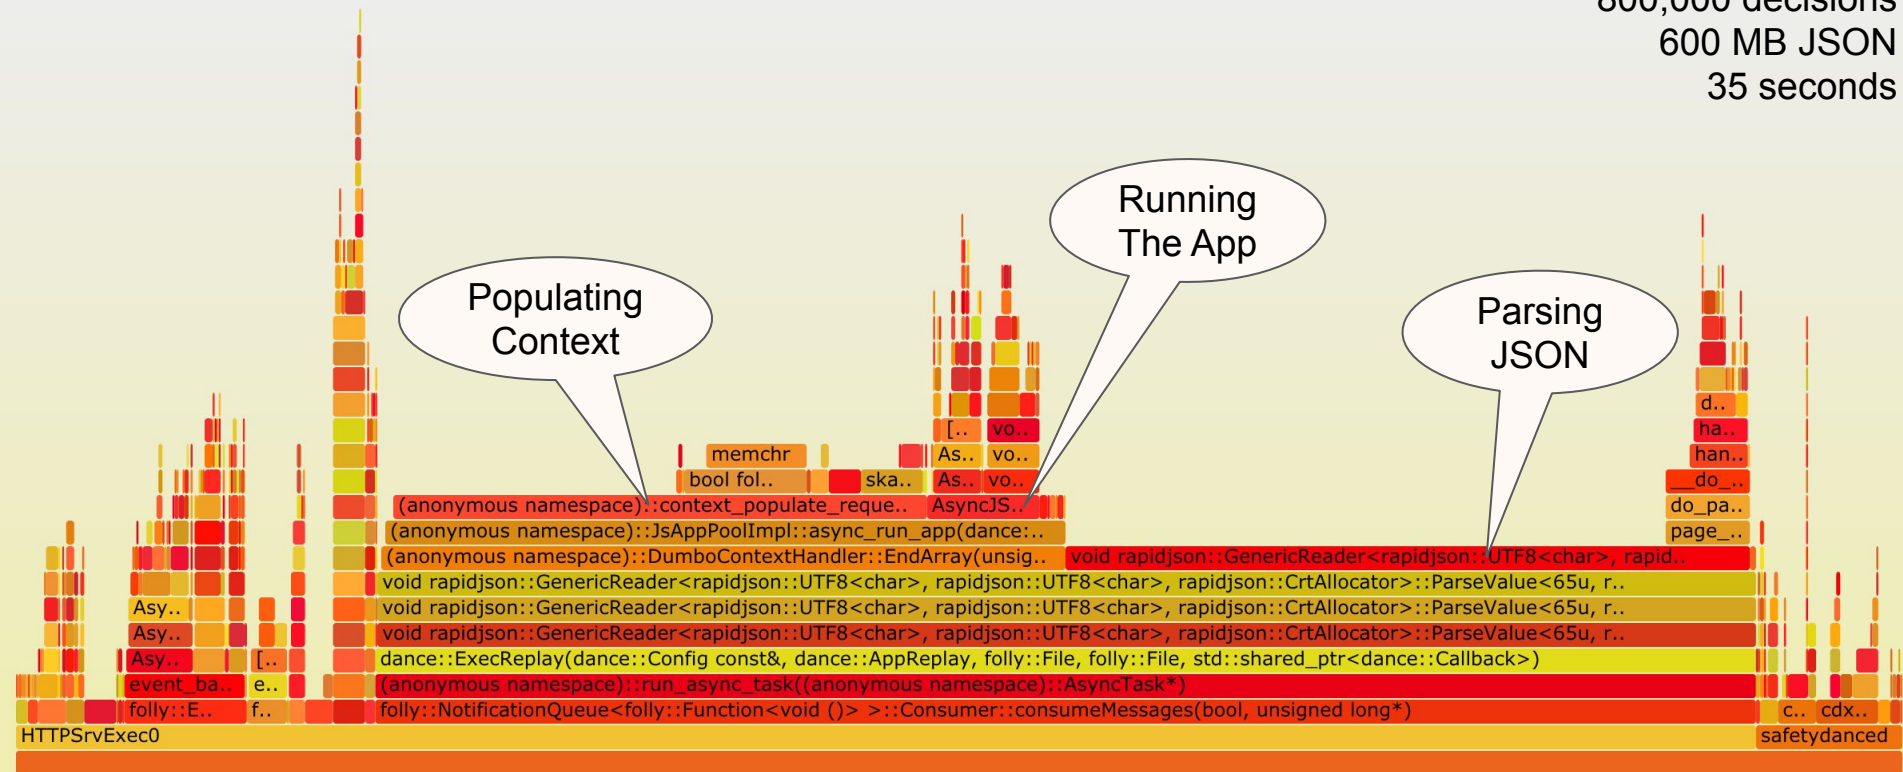 800,000 decisions
600 MB JSON
35 seconds
Running
The App
Populating
Context
Parsing
JSON
d..
[..
vo..
ha..
memchr
As..
vo..
han..
bool fol..
ska..
As..
vo..
__do_..
(anonymous namespace)::context_populate_reque..
AsyncJS..
do_pa..
(anonymous namespace)::JsAppPoolImpl::async_run_app(dance:..
page_..
(anonymous namespace)::DumboContextHandler::EndArray(unsig..
void rapidjson::GenericReader<rapidjson::UTF8<char>, rapid..
void rapidjson::GenericReader<rapidjson::UTF8<char>, rapidjson::UTF8<char>, rapidjson::CrtAllocator>::ParseValue<65u, r..
Asy..
void rapidjson::GenericReader<rapidjson::UTF8<char>, rapidjson::UTF8<char>, rapidjson::CrtAllocator>::ParseValue<65u, r..
Asy..
void rapidjson::GenericReader<rapidjson::UTF8<char>, rapidjson::UTF8<char>, rapidjson::CrtAllocator>::ParseValue<65u, r..
Asy..
[..
dance::ExecReplay(dance::Config const&, dance::AppReplay, folly::File, folly::File, std::shared_ptr<dance::Callback>)
event_ba..
e..
(anonymous namespace)::run_async_task((anonymous namespace)::AsyncTask*)
folly::E..
f..
folly::NotificationQueue<folly::Function<void ()> >::Consumer::consumeMessages(bool, unsigned long*)
c..
cdx..
HTTPSrvExec0
safetydanced